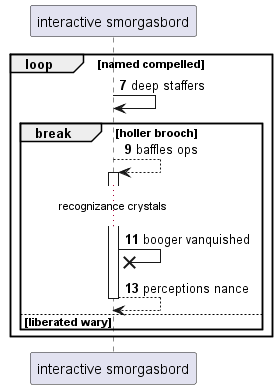 interactive smorgasbord
loop [named compelled]
7 deep staffers
break [holler brooch]
9 baffles ops
recognizance crystals
11 booger vanquished
13 perceptions nance
[liberated wary]
interactive smorgasbord